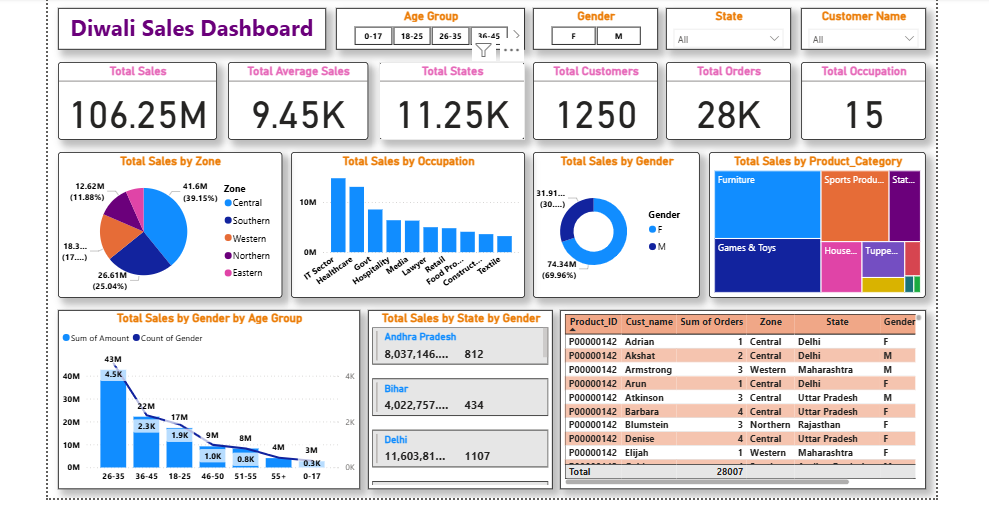 Diwali Sales Dashboard
Age Group
0-17 18-25 26-35 36-45
Gender
F M
State
All
Customer Name
All
Total Sales
106.25M
Total Average Sales
9.45K
Total States
11.25K
Total Customers
1250
Total Orders
28K
Total Occupation
15
Total Sales by Zone
12.62M
(11.88%)
41.6M
(39.15%)
18.3...
(17....)
26.61M
(25.04%)
Zone
Central
Southern
Western
Northern
Eastern
Total Sales by Occupation
10M
0M
IT Sector
Healthcare
Govt
Hospitality
Media
Lawyer
Retail
Food Pro...
Construct...
Textile
Total Sales by Gender
31.91...
(30....)
74.34M
(69.96%)
Gender
F
M
Total Sales by Product_Category
Furniture
Sports Produ...
Stat...
Games & Toys
House...
Tuppe...
Total Sales by Gender by Age Group
Sum of Amount Count of Gender
43M
4.5K
22M
2.3K
17M
1.9K
9M
1.0K
8M
0.8K
4M
3M
0.3K
40M
30M
20M
10M
0M
4K
2K
0K
26-35 36-45 18-25 46-50 51-55 55+ 0-17
Total Sales by State by Gender
Andhra Pradesh
8,037,146.... 812
Bihar
4,022,757.... 434
Delhi
11,603,81... 1107
Product_ID Cust_name Sum of Orders Zone State Gender
P00000142 Adrian 1 Central Delhi F
P00000142 Akshat 2 Central Delhi M
P00000142 Armstrong 3 Western Maharashtra M
P00000142 Arun 1 Central Delhi F
P00000142 Atkinson 3 Central Uttar Pradesh M
P00000142 Barbara 4 Central Uttar Pradesh F
P00000142 Blumstein 3 Northern Rajasthan F
P00000142 Denise 4 Central Uttar Pradesh F
P00000142 Elijah 1 Western Maharashtra F
Total 28007